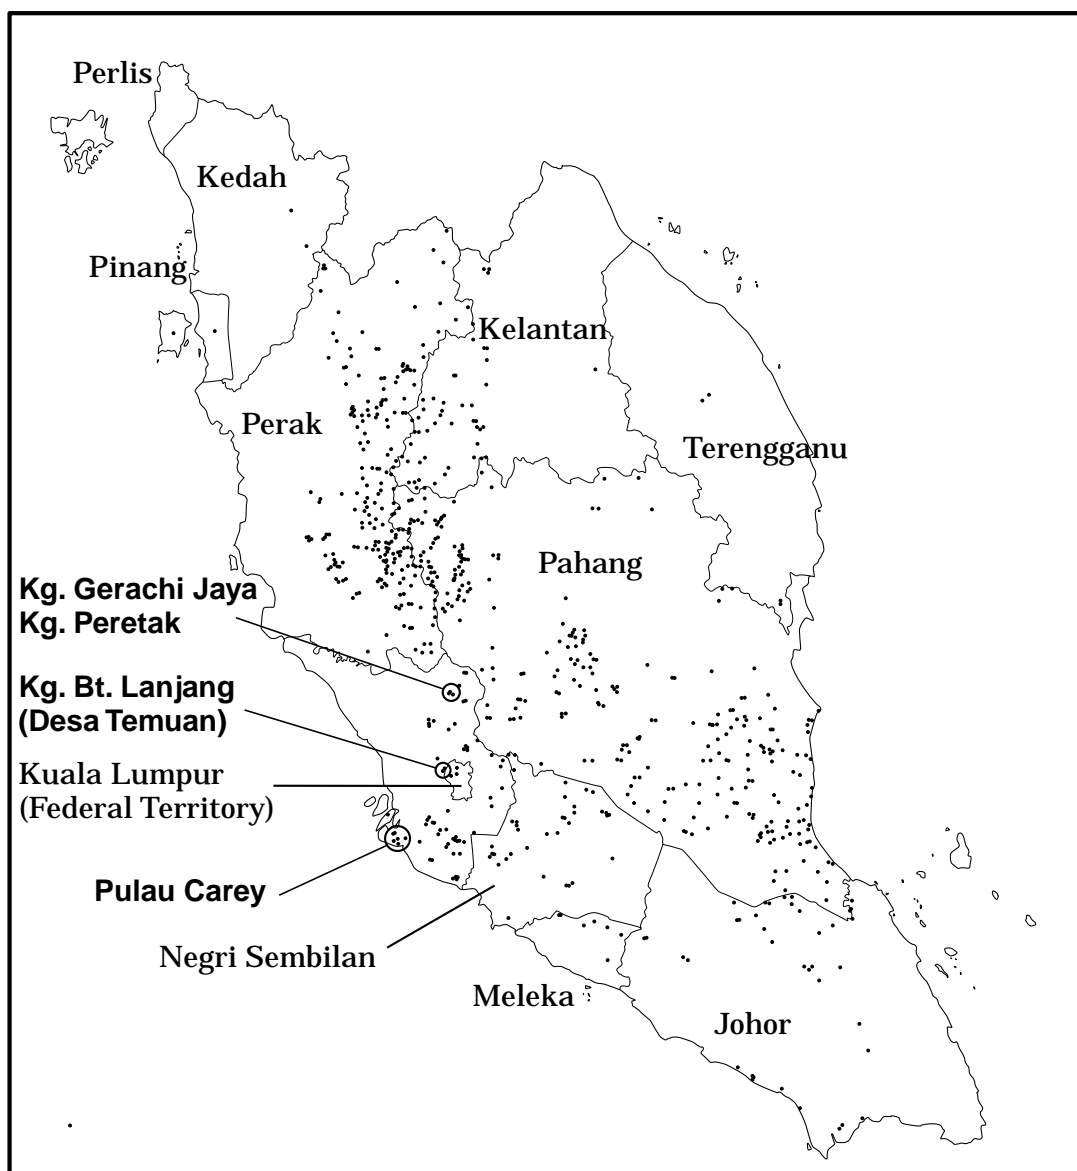 Perlis
Kedah
Pinang
Kelantan
Perak
Terengganu
Pahang
Kg. Gerachi Jaya
Kg. Peretak
Kg. Bt. Lanjang
(Desa Temuan)
Kuala Lumpur
(Federal Territory)
Pulau Carey
Negri Sembilan
Meleka
Johor